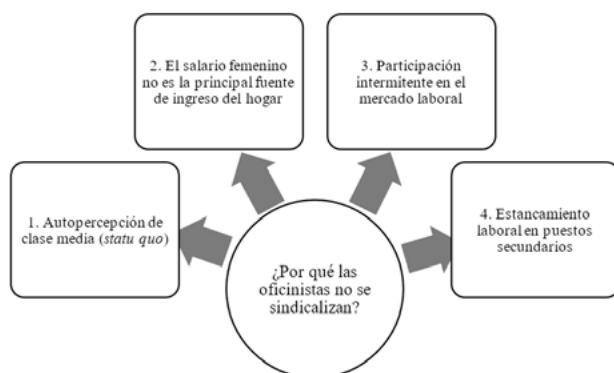 2. El salario femenino
no es la principal fuente
de ingreso del hogar
3. Participación
intermitente en el
mercado laboral
1. Autopercepción de
clase media (statu quo)
4. Estancamiento
laboral en puestos
secundarios
¿Por qué las
oficinistas no se
sindicalizan?